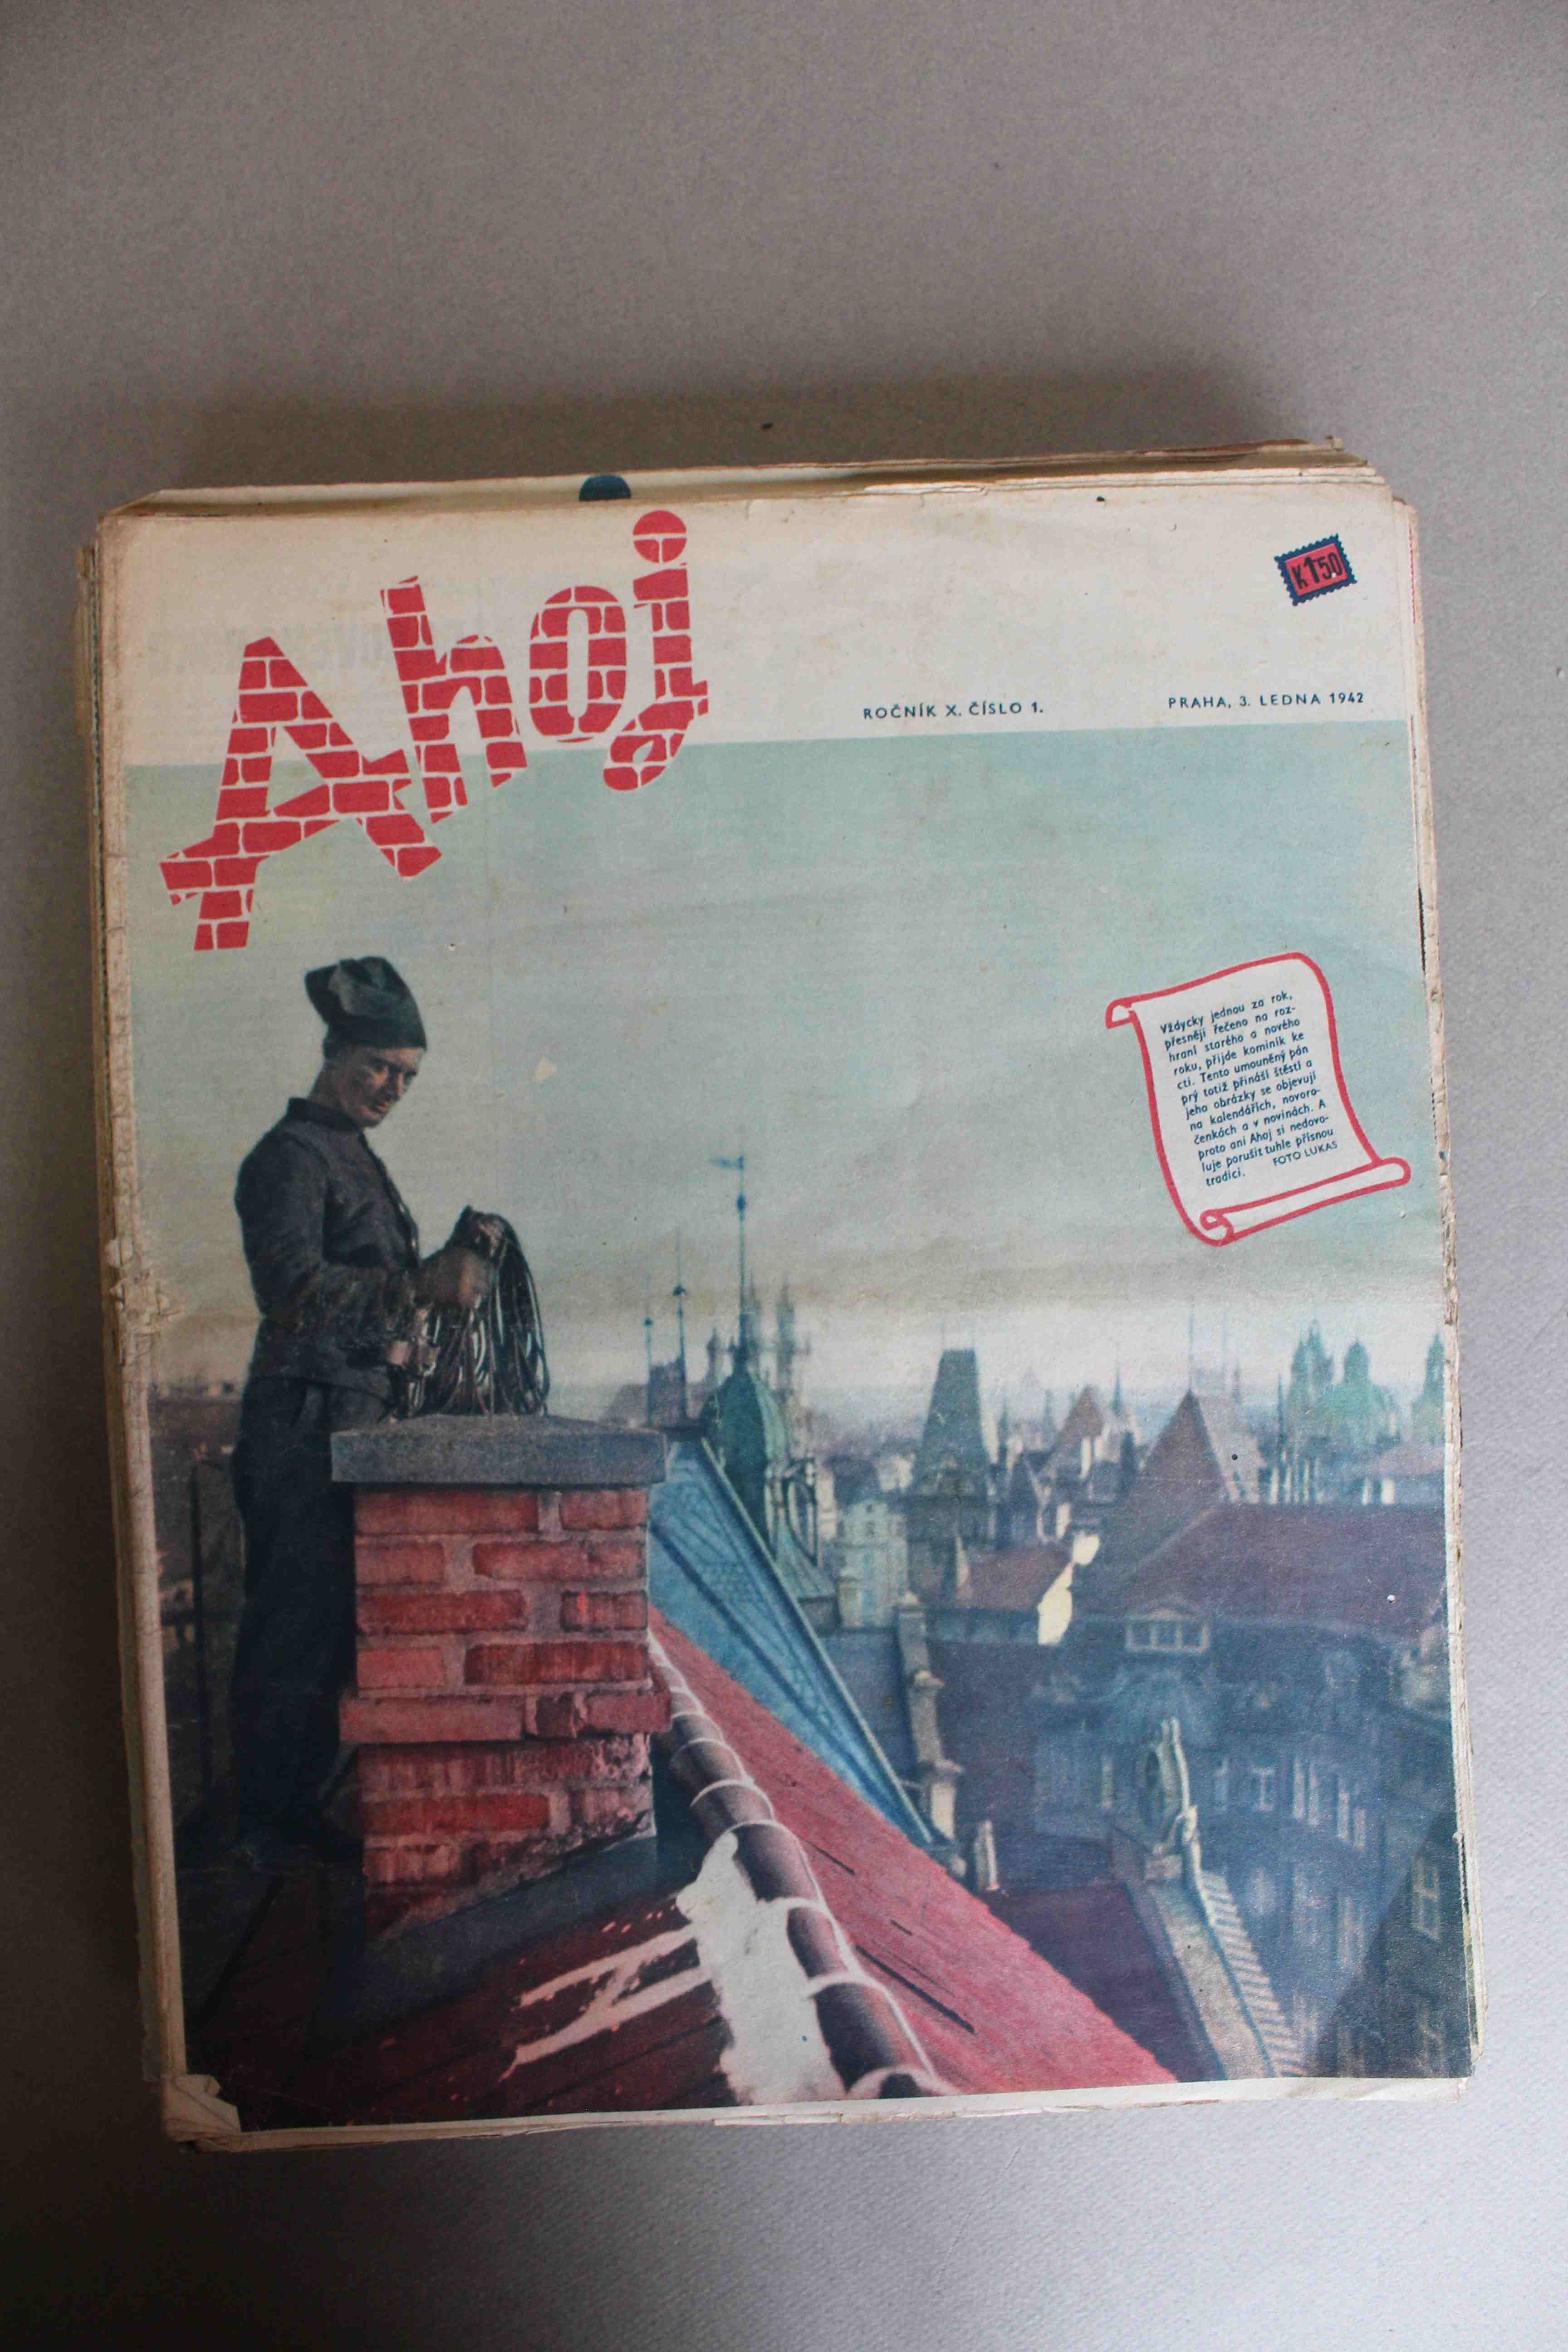 Ahoj
K 1.50
ROČNÍK X. ČÍSLO 1.
PRAHA, 3. LEDNA 1942
Vždycky jednou za rok,
přesněji řečeno na roz-
hraní starého a nového
roku, přijde kominík ke
cti. Tento umouněný pán
prý totiž přináší štěstí a
jeho obrázky se objevují
na kalendářích, novoro-
čenkách a v novinách. A
proto ani Ahoj si nedovo-
luje porušit tuhle přísnou
tradici. FOTO LUKAS